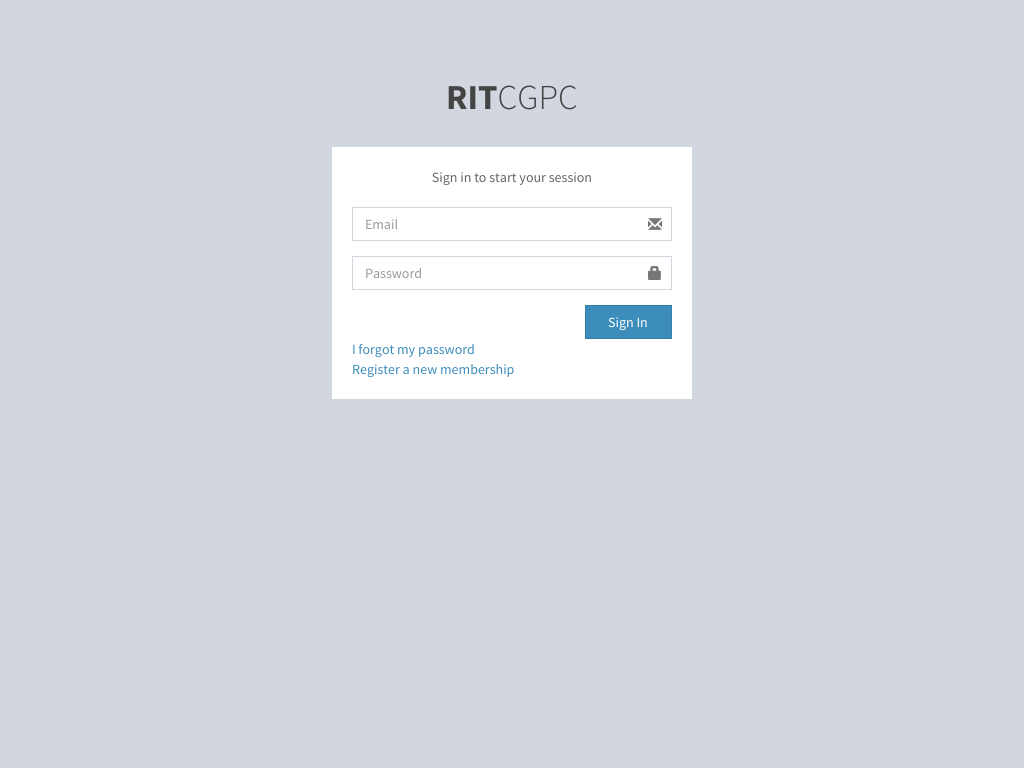 RITCGPC
Sign in to start your session
Email
Password
Sign In
I forgot my password
Register a new membership